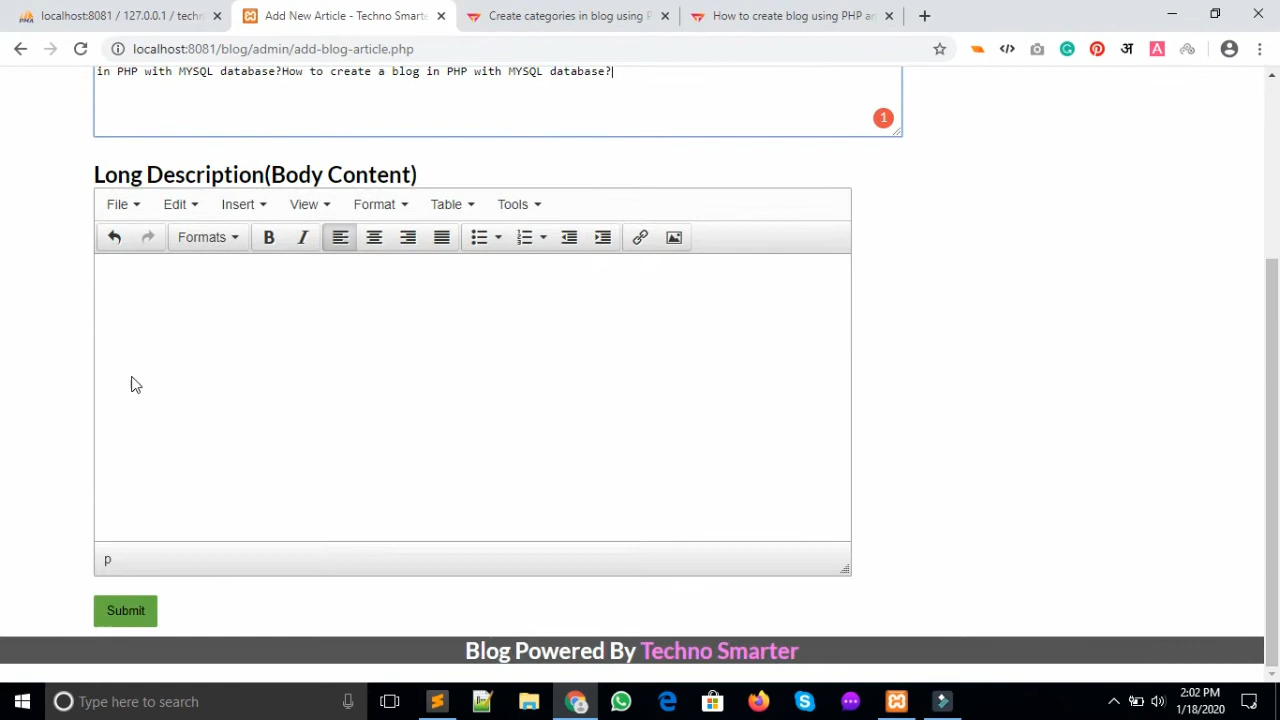 localhost:8081 / 127.0.0.1 / techn
Add New Article - Techno Smarte
Create categories in blog using P
How to create blog using PHP ar
localhost:8081/blog/admin/add-blog-article.php
in PHP with MYSQL database?How to create a blog in PHP with MYSQL database?
1
Long Description(Body Content)
File Edit Insert View Format Table Tools
Formats B I
p
Submit
Blog Powered By Techno Smarter
Type here to search
2:02 PM
1/18/2020